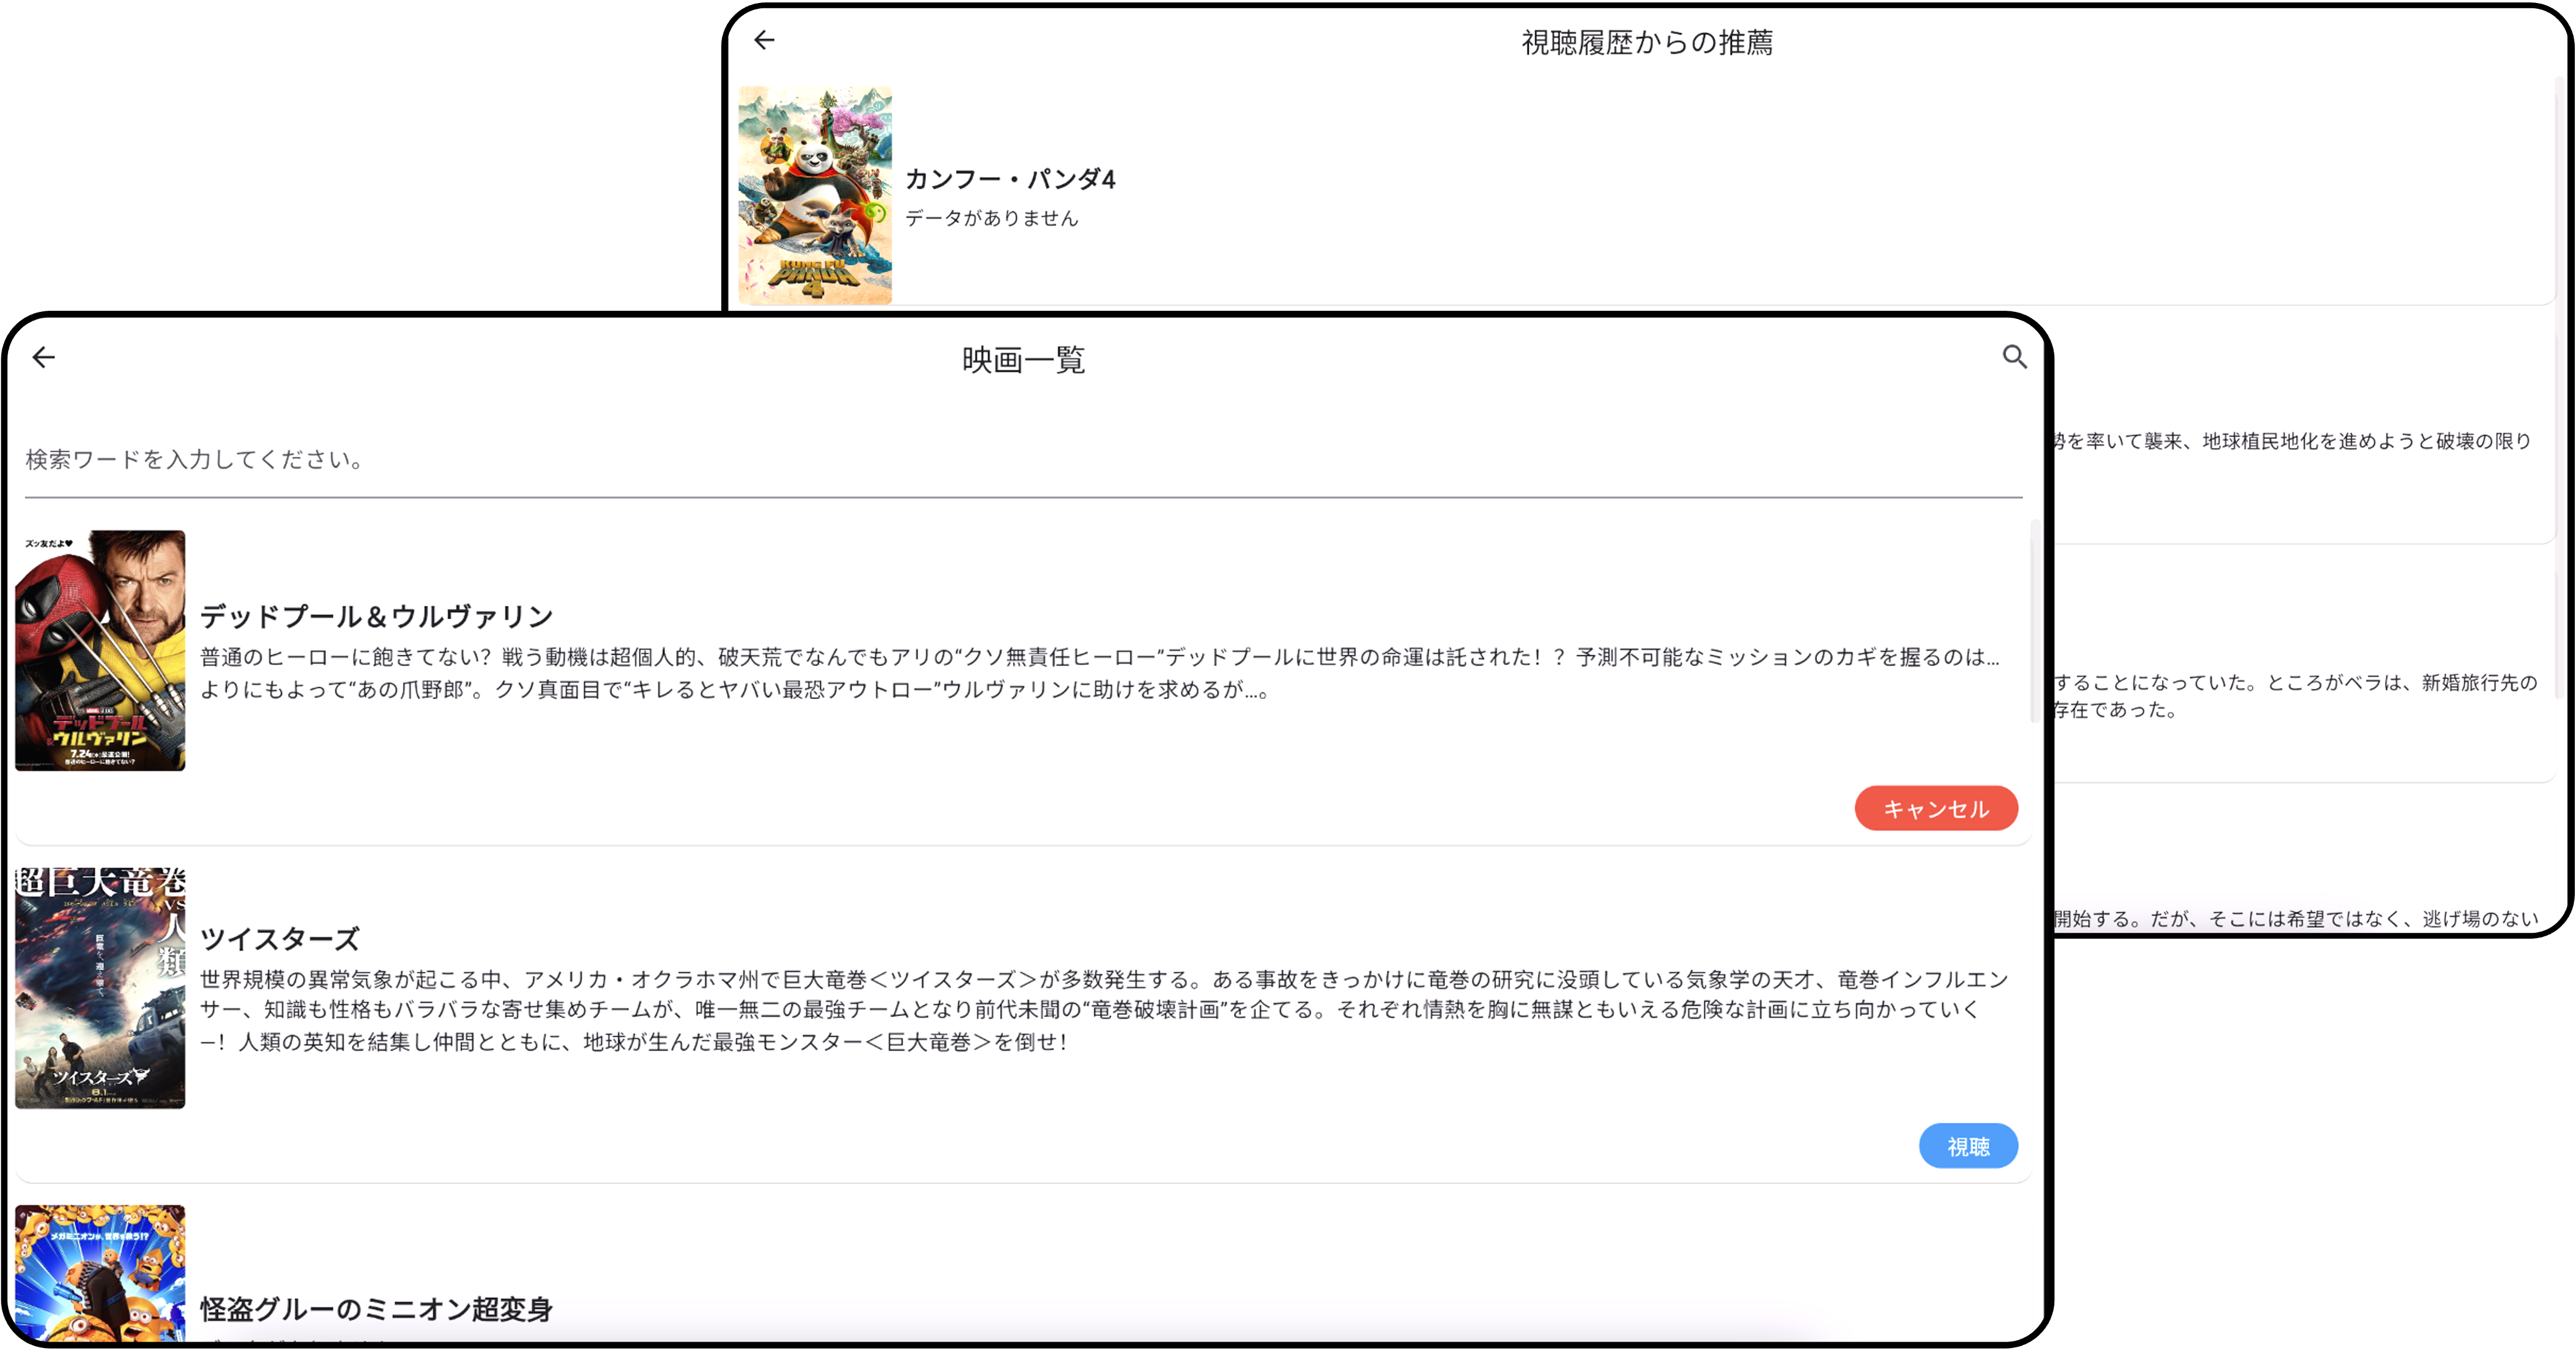 視聴履歴からの推薦
カンフー・パンダ4
データがありません
KUNG FU
PANDA
4
勢を率いて襲来、地球植民地化を進めようと破壊の限り
することになっていた。ところがベラは、新婚旅行先の
存在であった。
開始する。だが、そこには希望ではなく、逃げ場のない
映画一覧
検索ワードを入力してください。
ズッ友だよ♥
デッドプール
&ウルヴァリン
7.24
デッドプール＆ウルヴァリン
普通のヒーローに飽きてない？戦う動機は超個人的、破天荒でなんでもアリの“クソ無責任ヒーロー”デッドプールに世界の命運は託された！？予測不可能なミッションのカギを握るのは…
よりにもよって“あの爪野郎”。クソ真面目で“キレるとヤバい最恐アウトロー”ウルヴァリンに助けを求めるが…。
キャンセル
超巨大竜巻
VS
人類
ツイスターズ
8.1
ツイスターズ
世界規模の異常気象が起こる中、アメリカ・オクラホマ州で巨大竜巻＜ツイスターズ＞が多数発生する。ある事故をきっかけに竜巻の研究に没頭している気象学の天才、竜巻インフルエン
サー、知識も性格もバラバラな寄せ集めチームが、唯一無二の最強チームとなり前代未聞の“竜巻破壊計画”を企てる。それぞれ情熱を胸に無謀ともいえる危険な計画に立ち向かっていく
―！人類の英知を結集し仲間とともに、地球が生んだ最強モンスター＜巨大竜巻＞を倒せ！
視聴
メガミニオンが、世界を救う!?
怪盗グルーのミニオン超変身